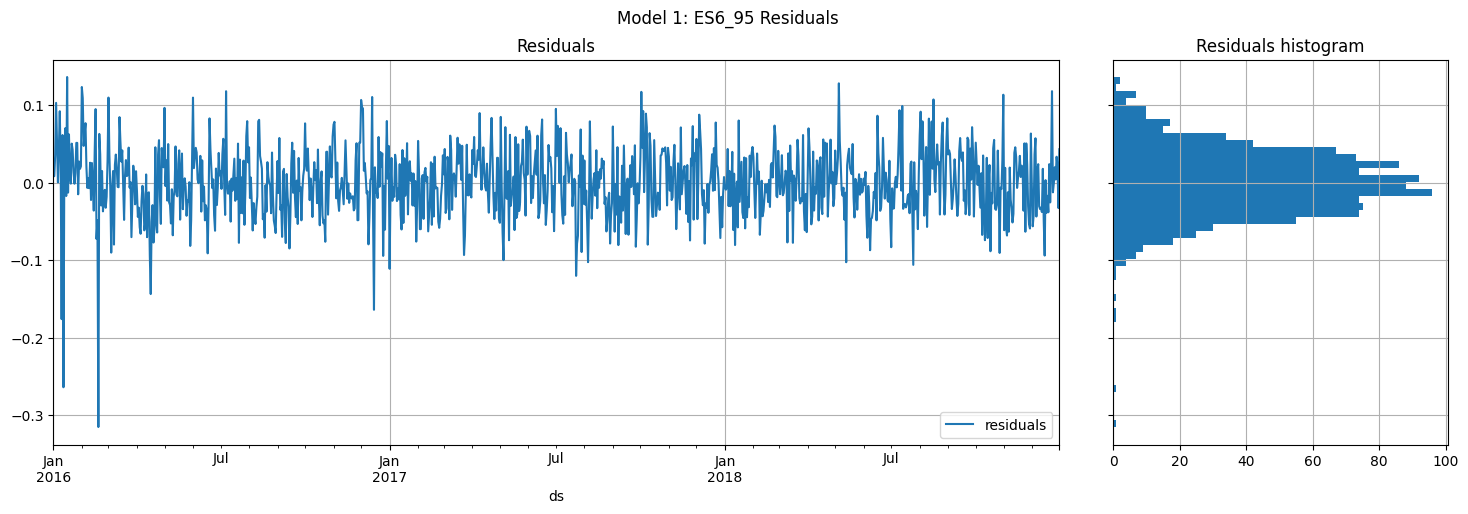 Model 1: ES6_95 Residuals
Residuals
Residuals histogram
0.1
0.0
−0.1
−0.2
−0.3
residuals
Jan
2016
Jul
Jan
2017
Jul
Jan
2018
Jul
ds
0
20
40
60
80
100